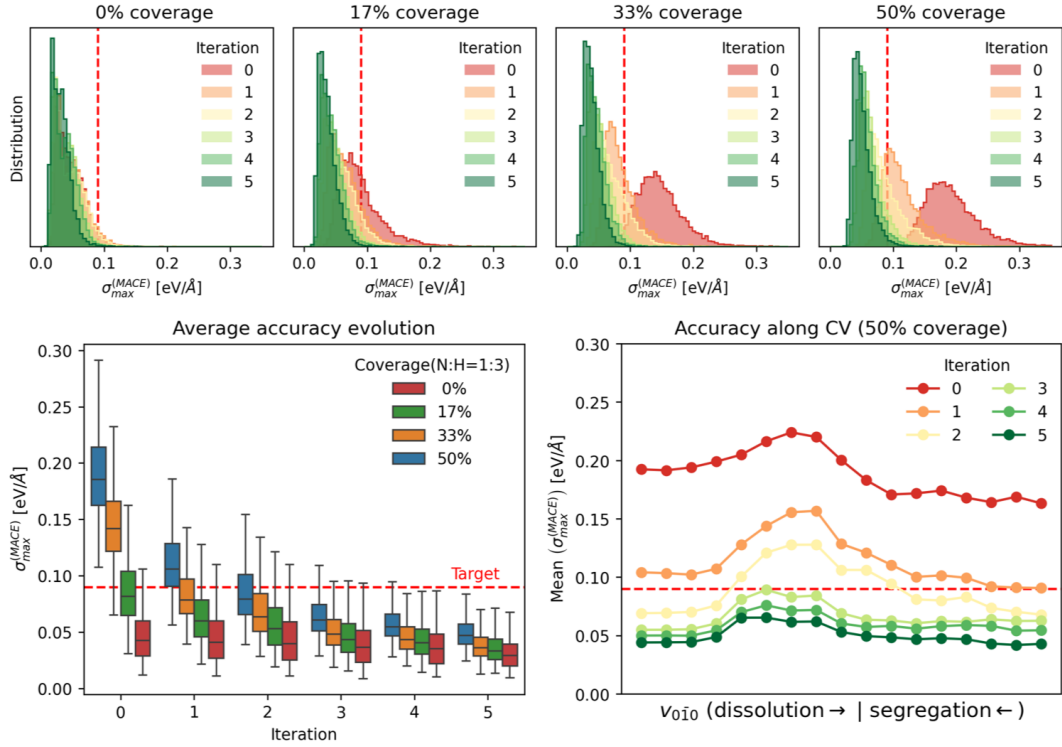 0% coverage
17% coverage
33% coverage
50% coverage
Distribution
Iteration
0
1
2
3
4
5
Iteration
0
1
2
3
4
5
Iteration
0
1
2
3
4
5
Iteration
0
1
2
3
4
5
0.0 0.1 0.2 0.3
0.0 0.1 0.2 0.3
0.0 0.1 0.2 0.3
0.0 0.1 0.2 0.3
σ_max^(MACE) [eV/Å]
σ_max^(MACE) [eV/Å]
σ_max^(MACE) [eV/Å]
σ_max^(MACE) [eV/Å]
Average accuracy evolution
σ_max^(MACE) [eV/Å]
0.30
0.25
0.20
0.15
0.10
0.05
0.00
Coverage(N:H=1:3)
0%
17%
33%
50%
Target
0 1 2 3 4 5
Iteration
Accuracy along CV (50% coverage)
Mean (σ_max^(MACE)) [eV/Å]
0.30
0.25
0.20
0.15
0.10
0.05
0.00
Iteration
0 3
1 4
2 5
ν_01̄0 (dissolution→ | segregation←)